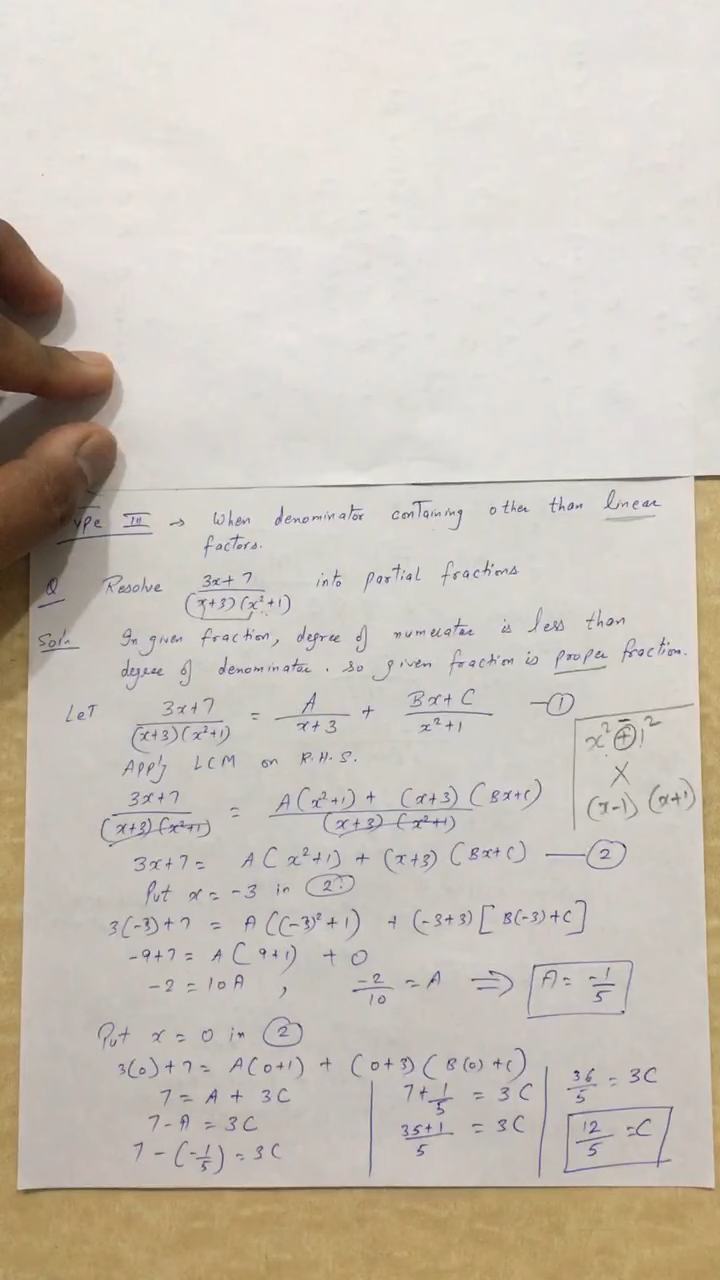 ype III → When denominator containing other than linear
factors.
Q Resolve (3x+7)/((x+3)(x²+1)) into partial fractions
Soln In given fraction, degree of numerator is less than
degree of denominator. so given fraction is proper fraction.
Let (3x+7)/((x+3)(x²+1)) = A/(x+3) + (Bx+C)/(x²+1) —①
Apply LCM on R.H.S.
x² + 1²
×
(x-1) (x+1)
(3x+7)/((x+3)(x²+1)) = (A(x²+1) + (x+3)(Bx+C))/((x+3)(x²+1))
3x+7 = A(x²+1) + (x+3)(Bx+C) —②
Put x = -3 in ②
3(-3)+7 = A((-3)²+1) + (-3+3)[B(-3)+C]
-9+7 = A(9+1) + 0
-2 = 10A , -2/10 = A ⇒ A = -1/5
Put x = 0 in ②
3(0)+7 = A(0+1) + (0+3)(B(0)+C)
7 = A + 3C
7-A = 3C
7-(-1/5) = 3C
7+1/5 = 3C
(35+1)/5 = 3C
36/5 = 3C
12/5 = C